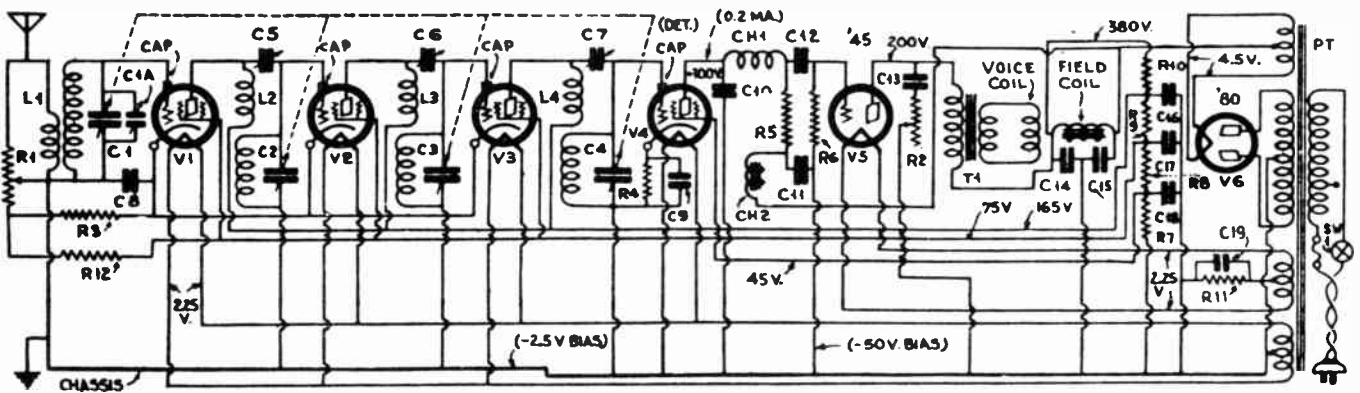 C5
C6
C7
(DET.)
(0.2 MA.)
CH1
C12
'45
200V.
380V.
PT
CAP
C1A
CAP
CAP
CAP
100V.
C10
C13
VOICE COIL
FIELD COIL
R10
4.5V.
'80
L1
L2
L3
L4
C16
R1
C1
V1
V2
V3
V4
R5
R6
V5
R2
T1
C17
R8
V6
C2
C3
C4
R4
C14
C15
C8
C9
C11
CH2
C18
R3
75V
165V
R7
C19
SW
R12
45V.
2.25 V.
R11
2.25 V.
(-2.5V BIAS)
(-50V. BIAS)
CHASSIS